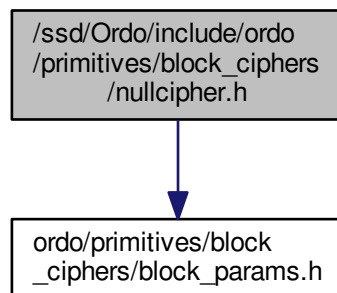 /ssd/Ordo/include/ordo
/primitives/block_ciphers
/nullcipher.h
ordo/primitives/block
_ciphers/block_params.h